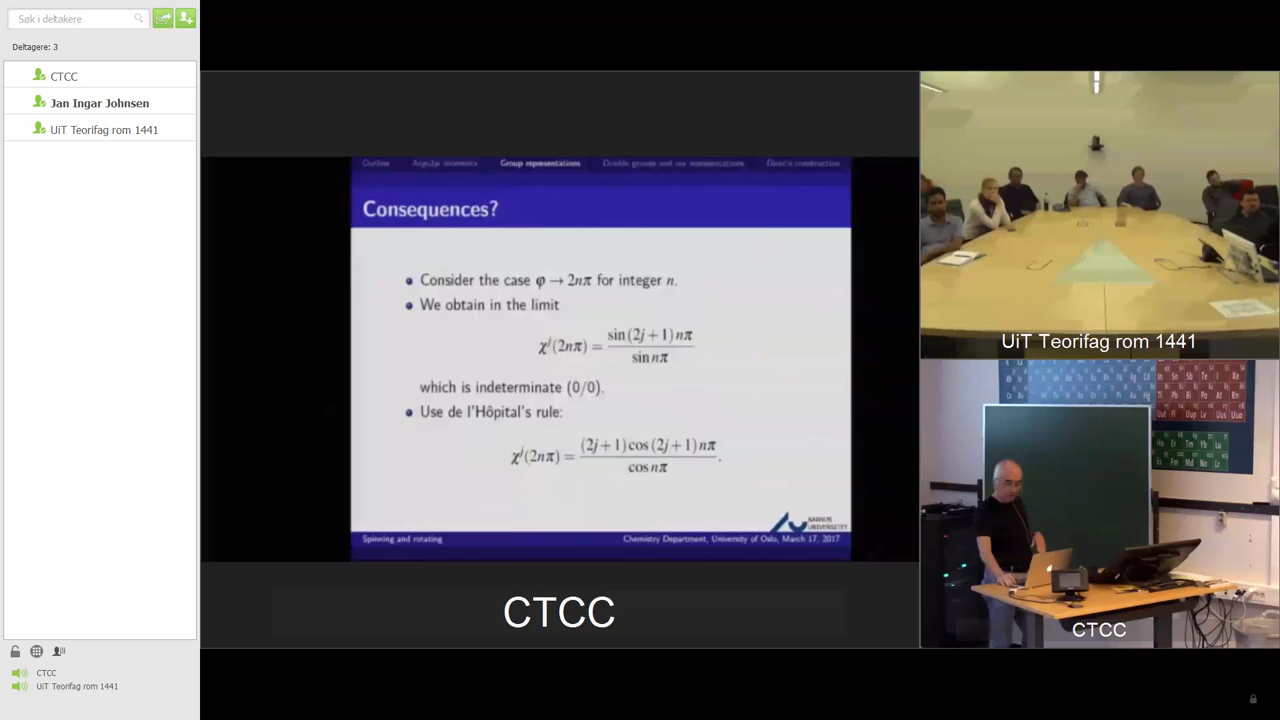 Søk i deltakere
Deltagere: 3
CTCC
Jan Ingar Johnsen
UiT Teorifag rom 1441
CTCC
UiT Teorifag rom 1441
Outline Angular momenta Group representations Double groups and ray representations Dirac's construction
Consequences?
• Consider the case φ → 2nπ for integer n.
• We obtain in the limit
χʲ(2nπ) = sin(2j+1)nπ / sin nπ
which is indeterminate (0/0).
• Use de l'Hôpital's rule:
χʲ(2nπ) = (2j+1)cos(2j+1)nπ / cos nπ.
AARHUS
UNIVERSITET
Spinning and rotating Chemistry Department, University of Oslo, March 17, 2017
CTCC
UiT Teorifag rom 1441
CTCC